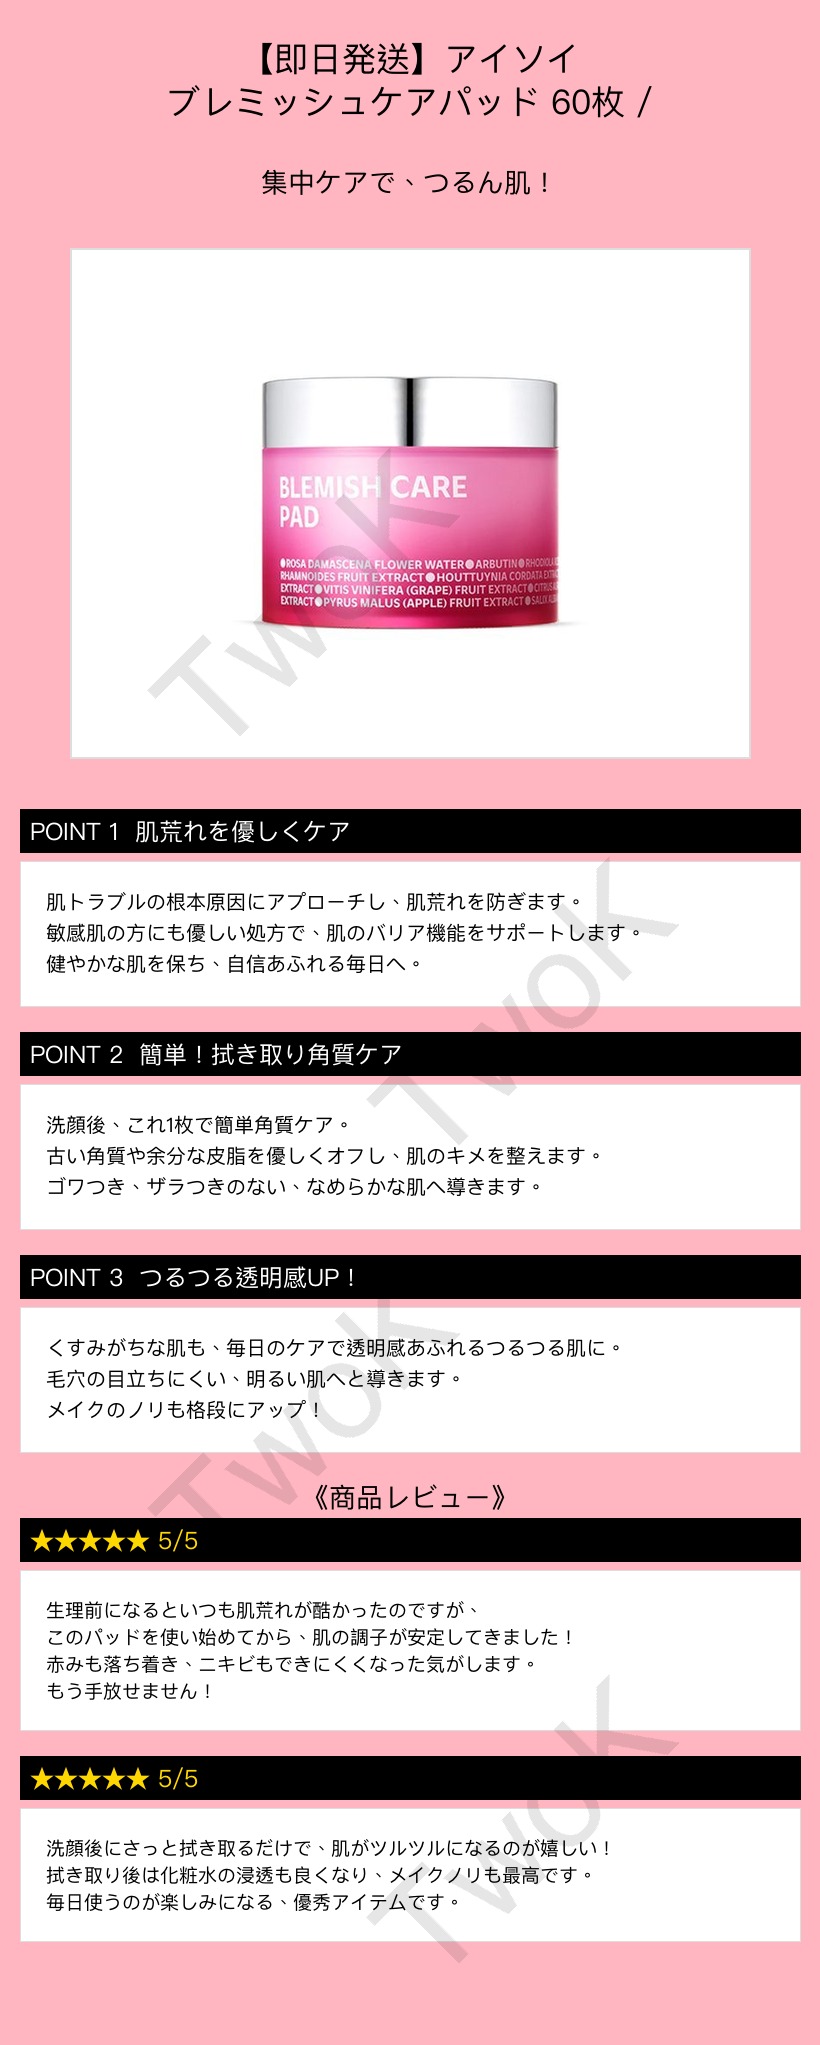 【即日発送】アイソイ
ブレミッシュケアパッド 60枚 /
集中ケアで、つるん肌！
BLEMISH CARE
PAD
●ROSA DAMASCENA FLOWER WATER●ARBUTIN●RHODIOLA
RHAMNOIDES FRUIT EXTRACT●HOUTTUYNIA CORDATA
EXTRACT●VITIS VINIFERA (GRAPE) FRUIT EXTRACT●CITRUS
EXTRACT●PYRUS MALUS (APPLE) FRUIT EXTRACT●SALIX
TwoK
POINT 1 肌荒れを優しくケア
肌トラブルの根本原因にアプローチし、肌荒れを防ぎます。
敏感肌の方にも優しい処方で、肌のバリア機能をサポートします。
健やかな肌を保ち、自信あふれる毎日へ。
TwoK
POINT 2 簡単！拭き取り角質ケア
洗顔後、これ1枚で簡単角質ケア。
古い角質や余分な皮脂を優しくオフし、肌のキメを整えます。
ゴワつき、ザラつきのない、なめらかな肌へ導きます。
POINT 3 つるつる透明感UP！
くすみがちな肌も、毎日のケアで透明感あふれるつるつる肌に。
毛穴の目立ちにくい、明るい肌へと導きます。
メイクのノリも格段にアップ！
TwoK
《商品レビュー》
★★★★★ 5/5
生理前になるといつも肌荒れが酷かったのですが、
このパッドを使い始めてから、肌の調子が安定してきました！
赤みも落ち着き、ニキビもできにくくなった気がします。
もう手放せません！
★★★★★ 5/5
洗顔後にさっと拭き取るだけで、肌がツルツルになるのが嬉しい！
拭き取り後は化粧水の浸透も良くなり、メイクノリも最高です。
毎日使うのが楽しみになる、優秀アイテムです。
TwoK